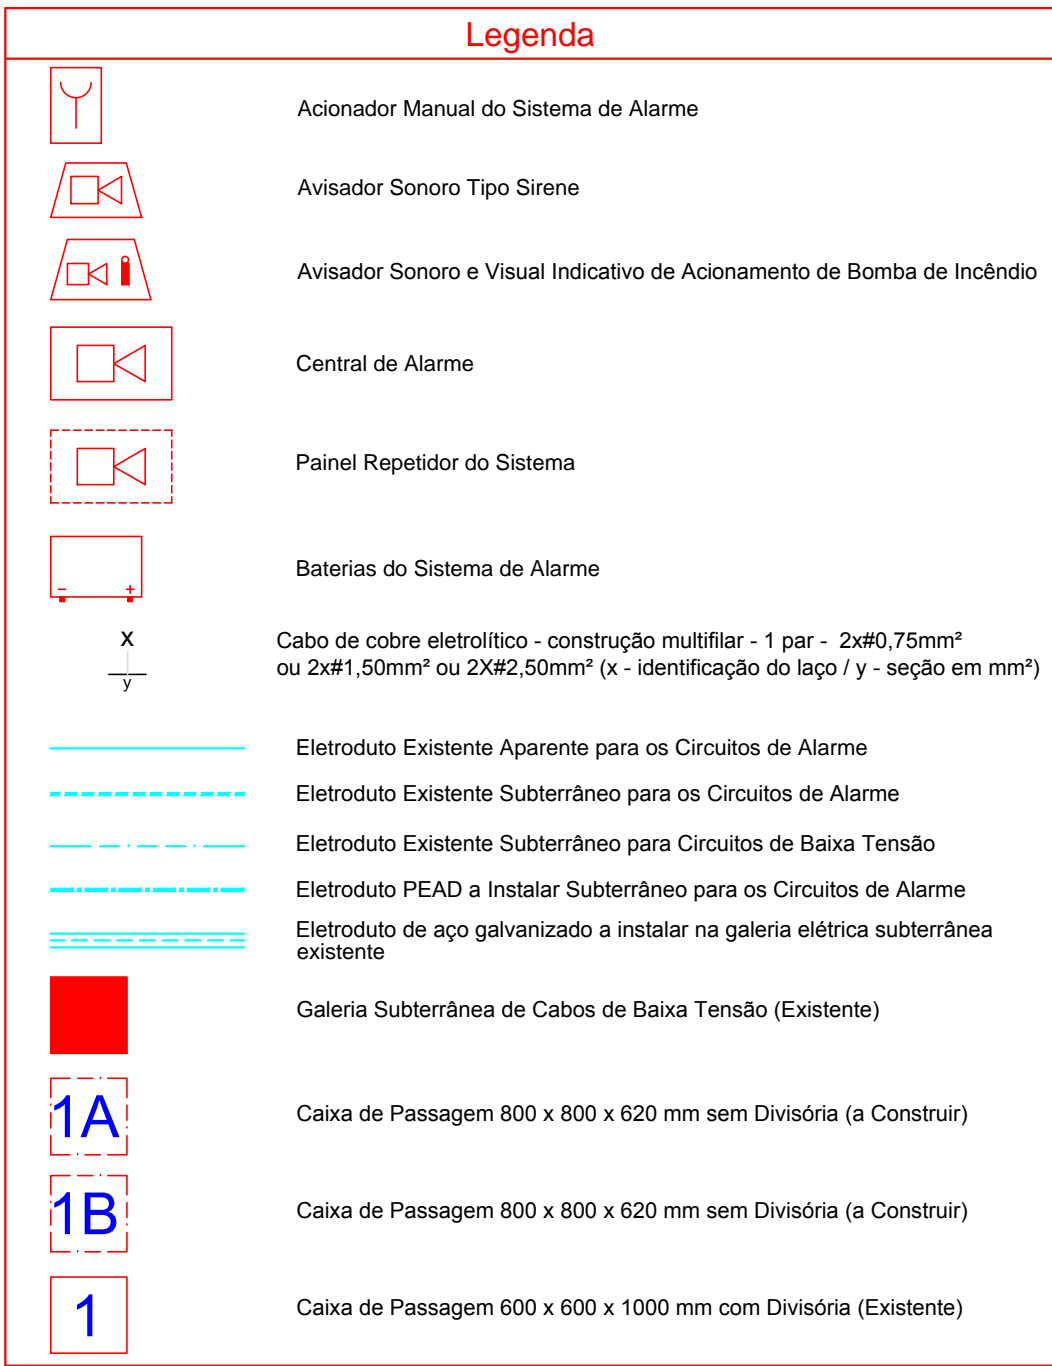 Legenda
Acionador Manual do Sistema de Alarme
Avisador Sonoro Tipo Sirene
Avisador Sonoro e Visual Indicativo de Acionamento de Bomba de Incêndio
Central de Alarme
Painel Repetidor do Sistema
- +
Baterias do Sistema de Alarme
x
y
Cabo de cobre eletrolítico - construção multifilar - 1 par - 2x#0,75mm²
ou 2x#1,50mm² ou 2X#2,50mm² (x - identificação do laço / y - seção em mm²)
Eletroduto Existente Aparente para os Circuitos de Alarme
Eletroduto Existente Subterrâneo para os Circuitos de Alarme
Eletroduto Existente Subterrâneo para Circuitos de Baixa Tensão
Eletroduto PEAD a Instalar Subterrâneo para os Circuitos de Alarme
Eletroduto de aço galvanizado a instalar na galeria elétrica subterrânea
existente
Galeria Subterrânea de Cabos de Baixa Tensão (Existente)
1A Caixa de Passagem 800 x 800 x 620 mm sem Divisória (a Construir)
1B Caixa de Passagem 800 x 800 x 620 mm sem Divisória (a Construir)
1 Caixa de Passagem 600 x 600 x 1000 mm com Divisória (Existente)